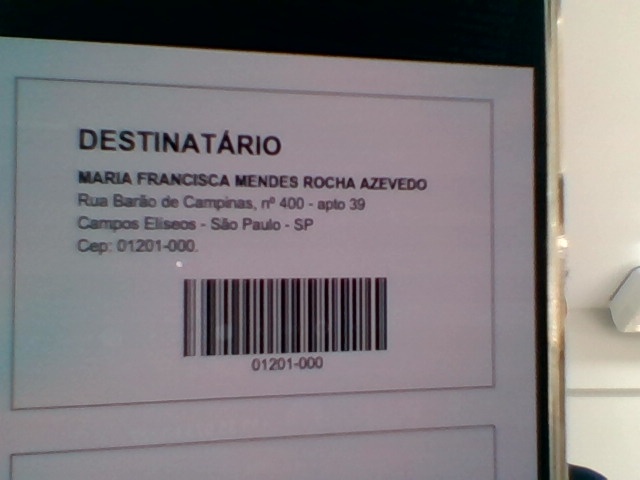 DESTINATÁRIO
MARIA FRANCISCA MENDES ROCHA AZEVEDO
Rua Barão de Campinas, nº 400 - apto 39
Campos Elíseos - São Paulo - SP
Cep: 01201-000.
01201-000